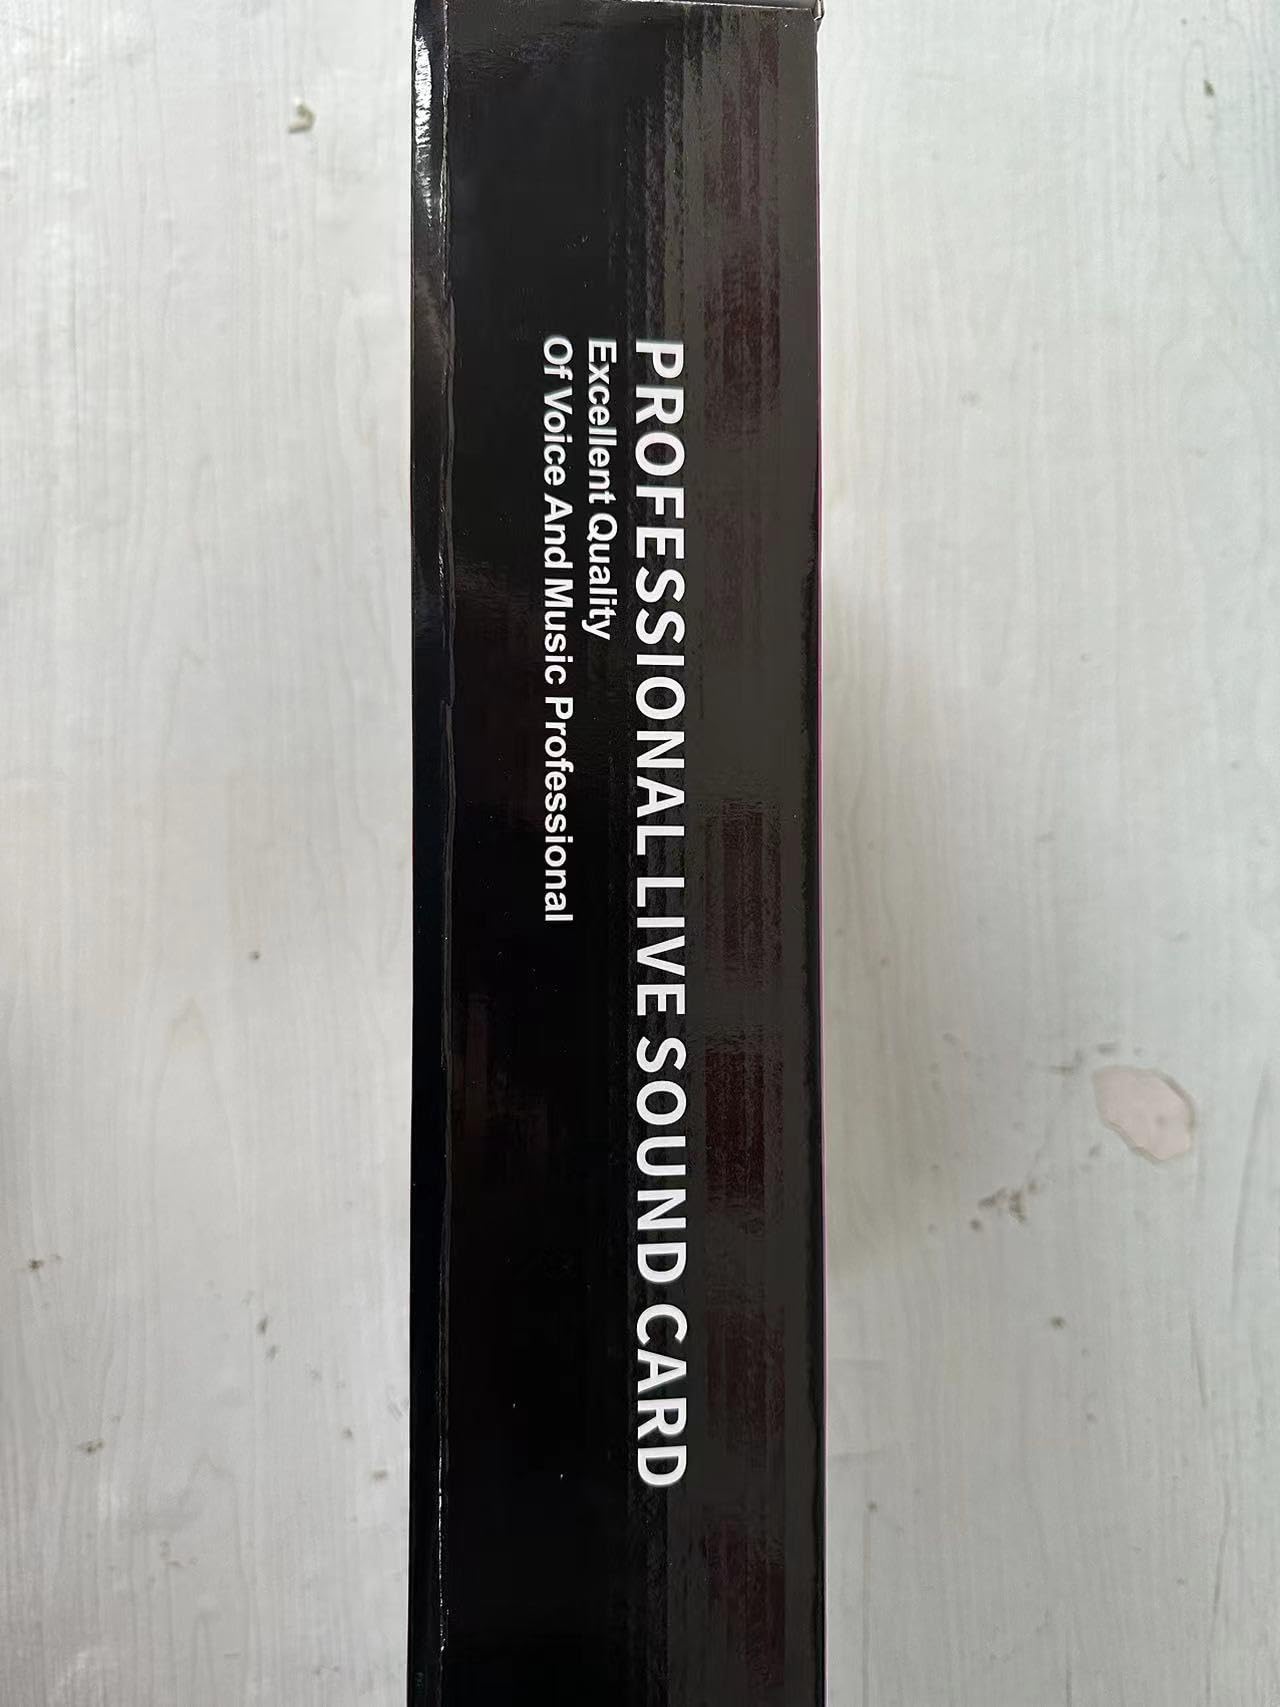 PROFESSIONAL LIVE SOUND CARD
Excellent Quality
Of Voice And Music Professional